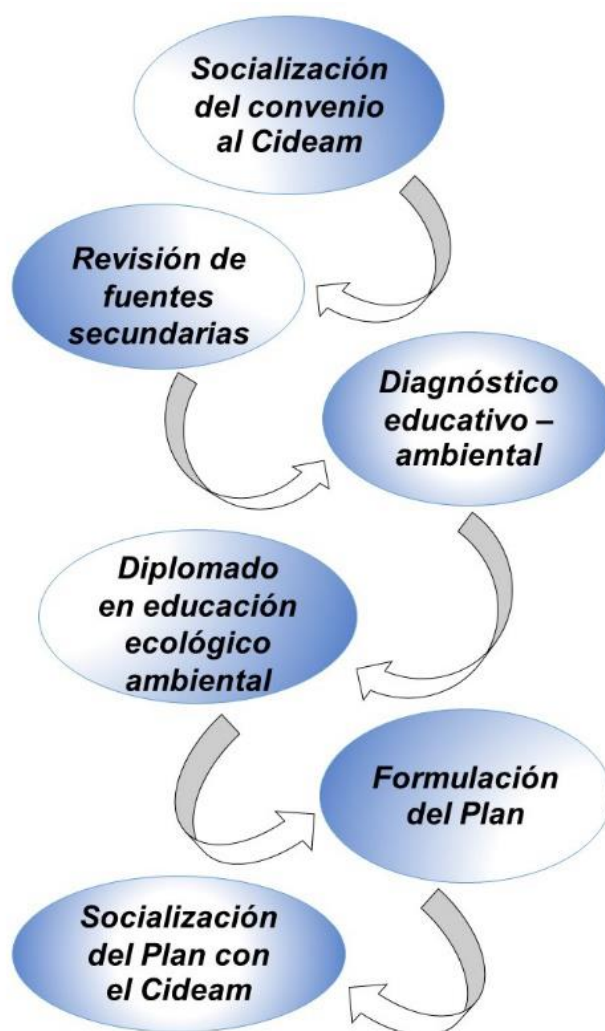 Socialización
del convenio
al Cideam
Revisión de
fuentes
secundarias
Diagnóstico
educativo –
ambiental
Diplomado
en educación
ecológico
ambiental
Formulación
del Plan
Socialización
del Plan con
el Cideam